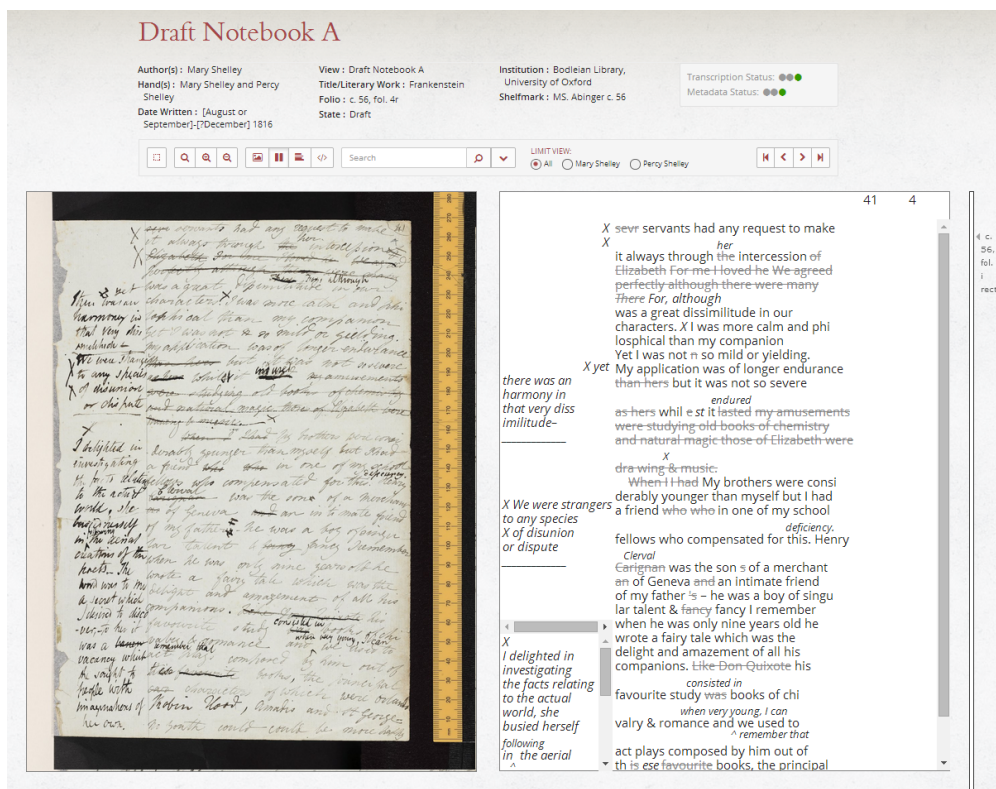 Draft Notebook A
Author(s) : Mary Shelley
Hand(s) : Mary Shelley and Percy
Shelley
Date Written : [August or
September]-[?December] 1816
View : Draft Notebook A
Title/Literary Work : Frankenstein
Folio : c. 56, fol. 4r
State : Draft
Institution : Bodleian Library,
University of Oxford
Shelfmark : MS. Abinger c. 56
Transcription Status :
Metadata Status :
Search
LIMIT VIEW:
All Mary Shelley Percy Shelley
41 4
X sevr servants had any request to make
X
her
it always through the intercession of
Elizabeth For me I loved he We agreed
perfectly although there were many
There For, although
was a great dissimilitude in our
characters. X I was more calm and phi
losphical than my companion
Yet I was not n so mild or yielding.
X yet My application was of longer endurance
than hers but it was not so severe
endured
as hers whil e st it lasted my amusements
were studying old books of chemistry
and natural magic those of Elizabeth were
X
dra wing & music.
When I I had My brothers were consi
derably younger than myself but I had
a friend who who in one of my school
deficiency.
fellows who compensated for this. Henry
Clerval
Carignan was the son s of a merchant
an of Geneva and an intimate friend
of my father 's – he was a boy of singu
lar talent & fancy fancy I remember
when he was only nine years old he
wrote a fairy tale which was the
delight and amazement of all his
companions. Like Don Quixote his
consisted in
favourite study was books of chi
when very young, I can
valry & romance and we used to
^ remember that
act plays composed by him out of
th is ese favourite books, the principal
there was an
harmony in
that very diss
imilitude–
X We were strangers
to any species
X of disunion
or dispute
X
I delighted in
investigating
the facts relating
to the actual
world, she
busied herself
following
in the aerial
^
c.
56,
fol.
i
rect